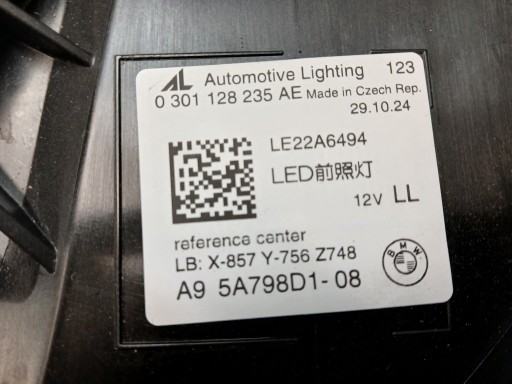 AL Automotive Lighting 123
0 301 128 235 AE Made in Czech Rep.
29.10.24
LE22A6494
LED前照灯
12V LL
reference center
LB: X-857 Y-756 Z748
A9 5A798D1-08
BMW